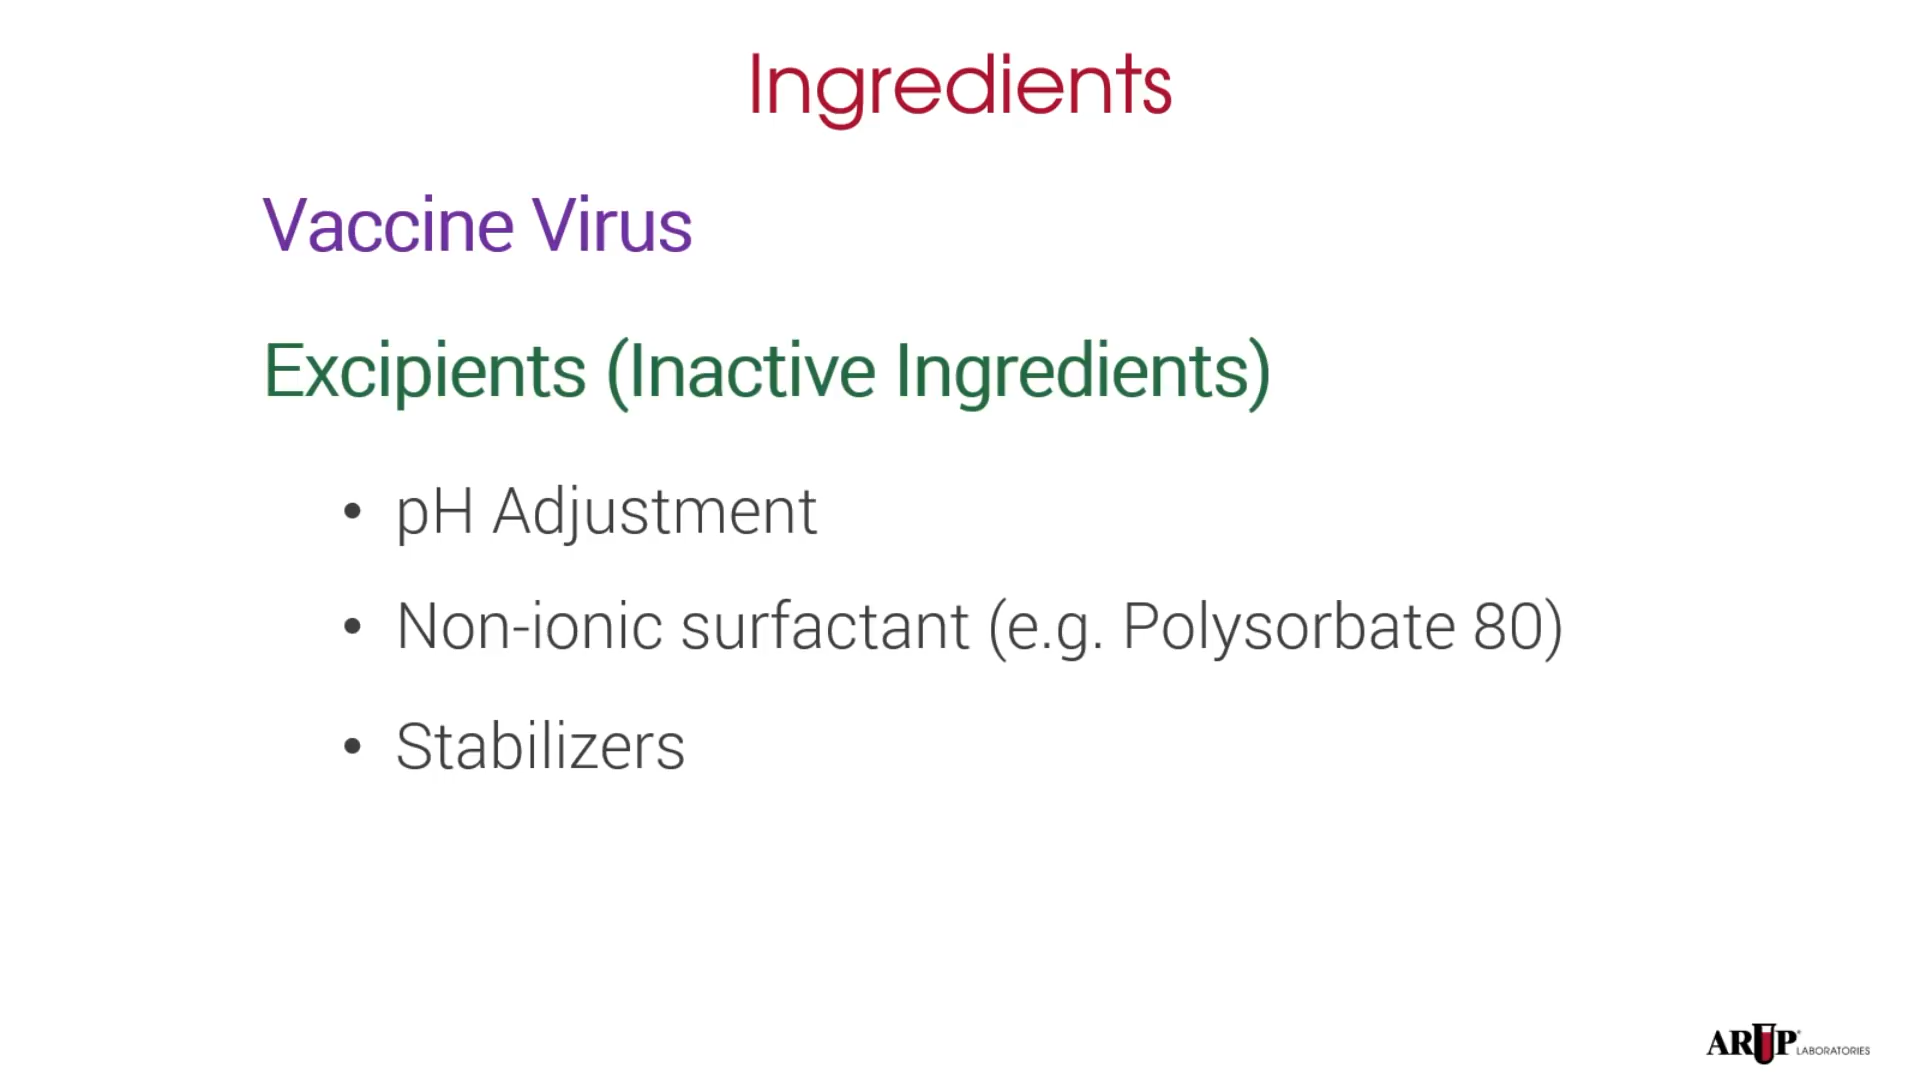 Ingredients
Vaccine Virus
Excipients (Inactive Ingredients)
• pH Adjustment
• Non-ionic surfactant (e.g. Polysorbate 80)
• Stabilizers
ARUP® LABORATORIES